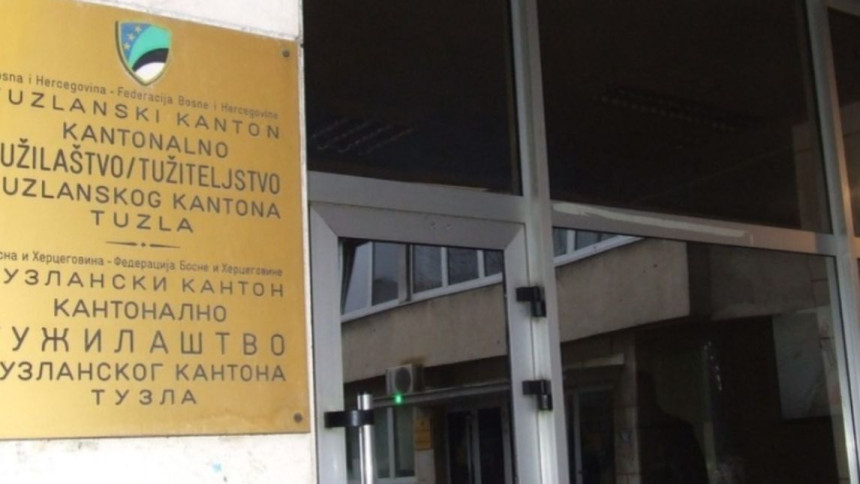 osna i Hercegovina - Federacija Bosne i Hercegovine
TUZLANSKI KANTON
KANTONALNO
UŽILAŠTVO/TUŽITELJSTVO
UZLANSKOG KANTONA
TUZLA
сна и Херцеговина - Федерација Босне и Херцеговине
УЗЛАНСКИ КАНТОН
КАНТОНАЛНО
ТУЖИЛАШТВО
УЗЛАНСКОГ КАНТОНА
ТУЗЛА